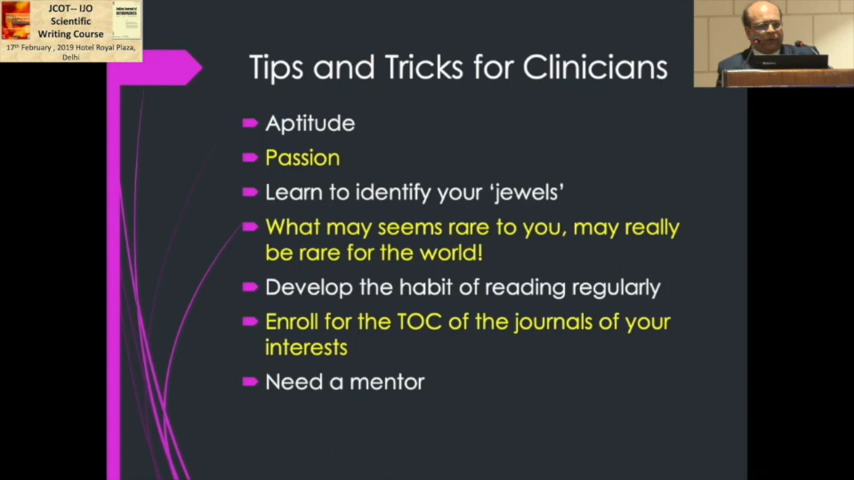 JCOT-- IJO
Scientific
Writing Course
17th February , 2019 Hotel Royal Plaza,
Delhi
Tips and Tricks for Clinicians
Aptitude
Passion
Learn to identify your ‘jewels’
What may seems rare to you, may really
be rare for the world!
Develop the habit of reading regularly
Enroll for the TOC of the journals of your
interests
Need a mentor